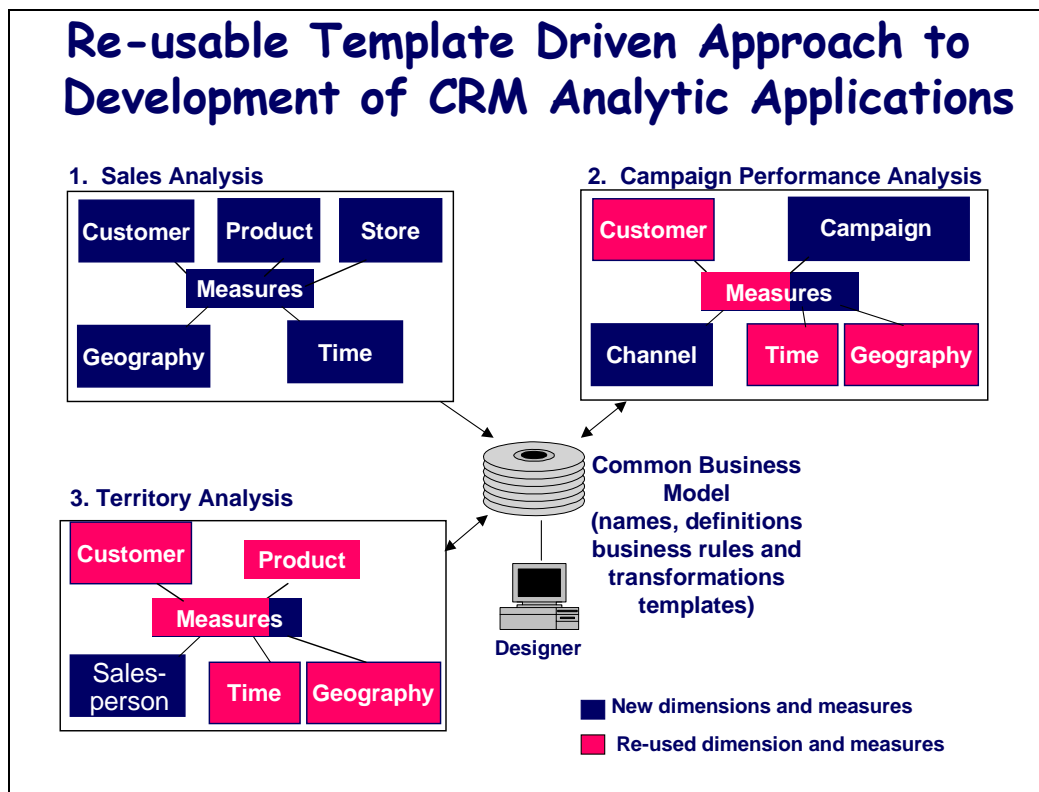 Re-usable Template Driven Approach to
Development of CRM Analytic Applications
1. Sales Analysis
Customer
Product
Store
Measures
Geography
Time
2. Campaign Performance Analysis
Customer
Campaign
Measures
Channel
Time
Geography
3. Territory Analysis
Customer
Product
Measures
Sales-
person
Time
Geography
Common Business
Model
(names, definitions
business rules and
transformations
templates)
Designer
New dimensions and measures
Re-used dimension and measures